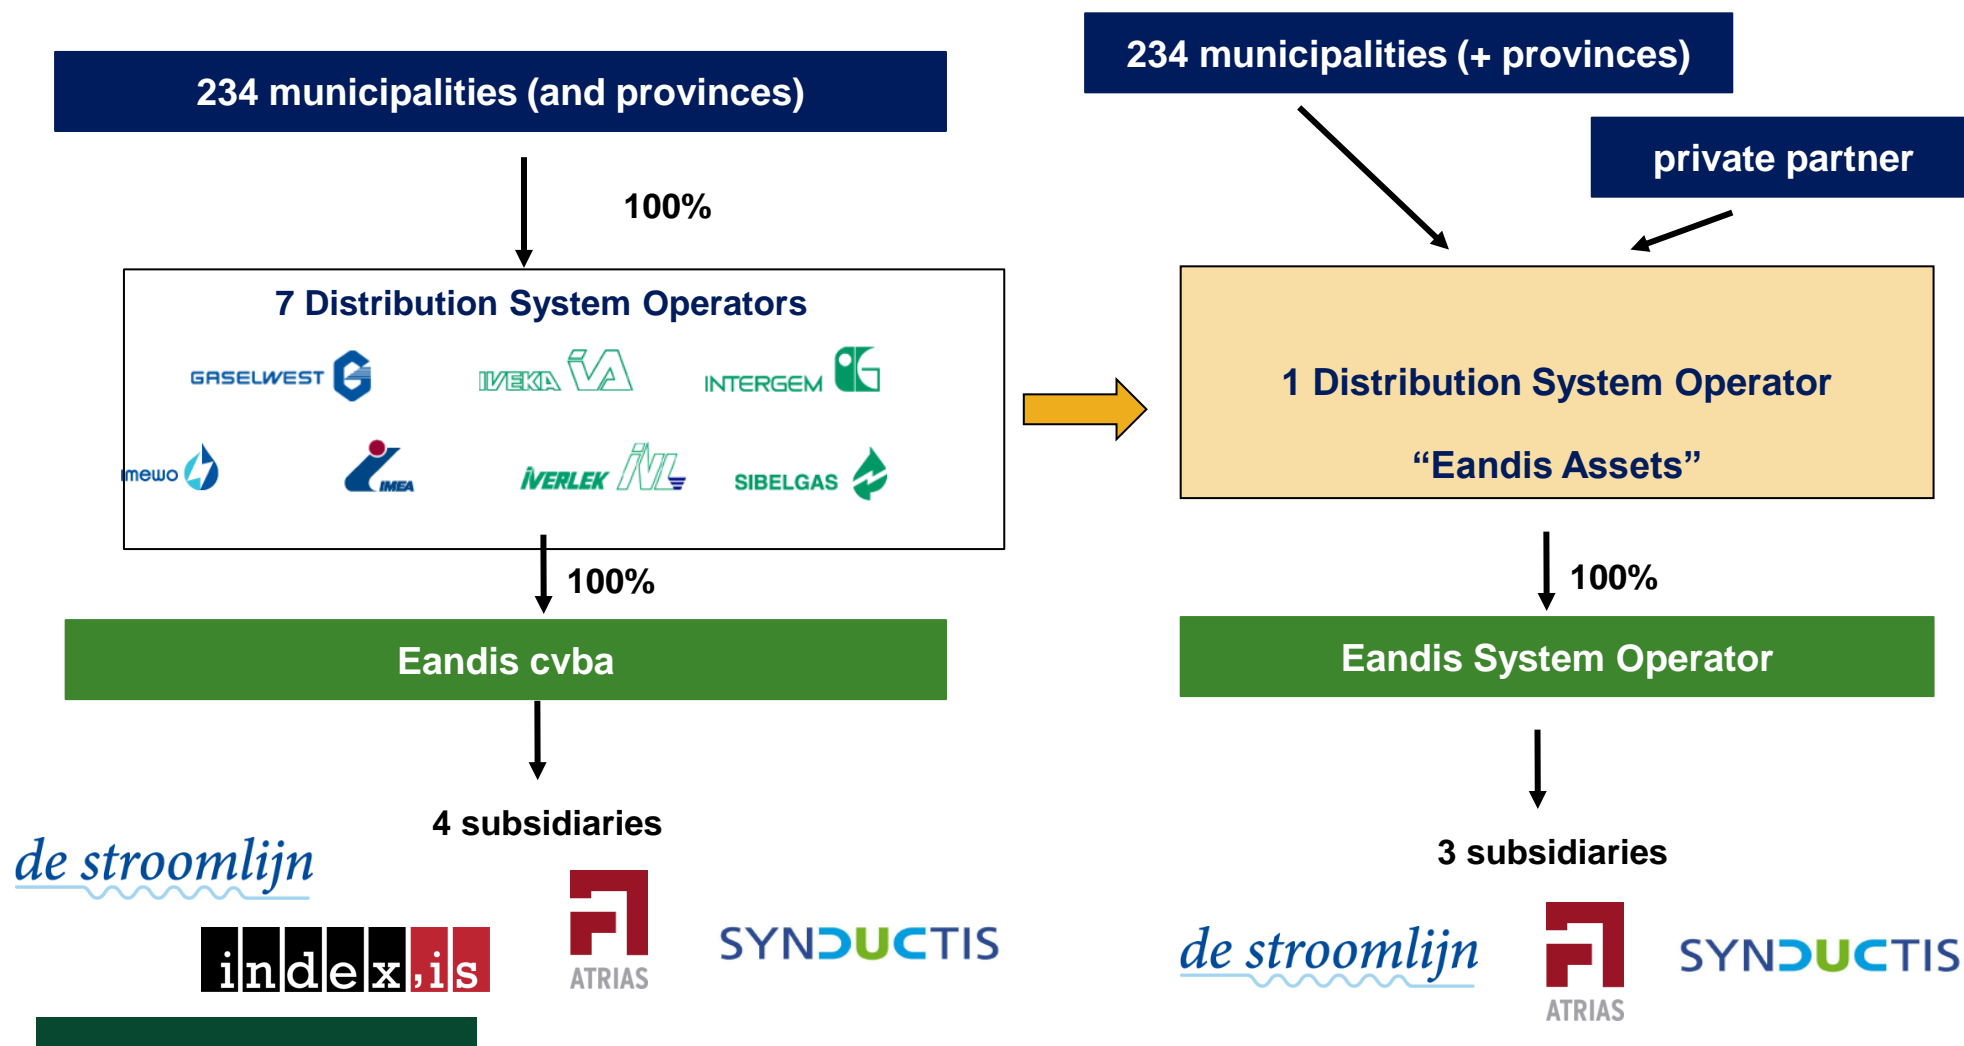 234 municipalities (and provinces)
100%
7 Distribution System Operators
GASELWEST
IVEKA
INTERGEM
imewo
IMEA
iVERLEK
SIBELGAS
100%
Eandis cvba
4 subsidiaries
de stroomlijn
index,is
ATRIAS
SYNDUCTIS
234 municipalities (+ provinces)
private partner
1 Distribution System Operator
“Eandis Assets”
100%
Eandis System Operator
3 subsidiaries
de stroomlijn
ATRIAS
SYNDUCTIS